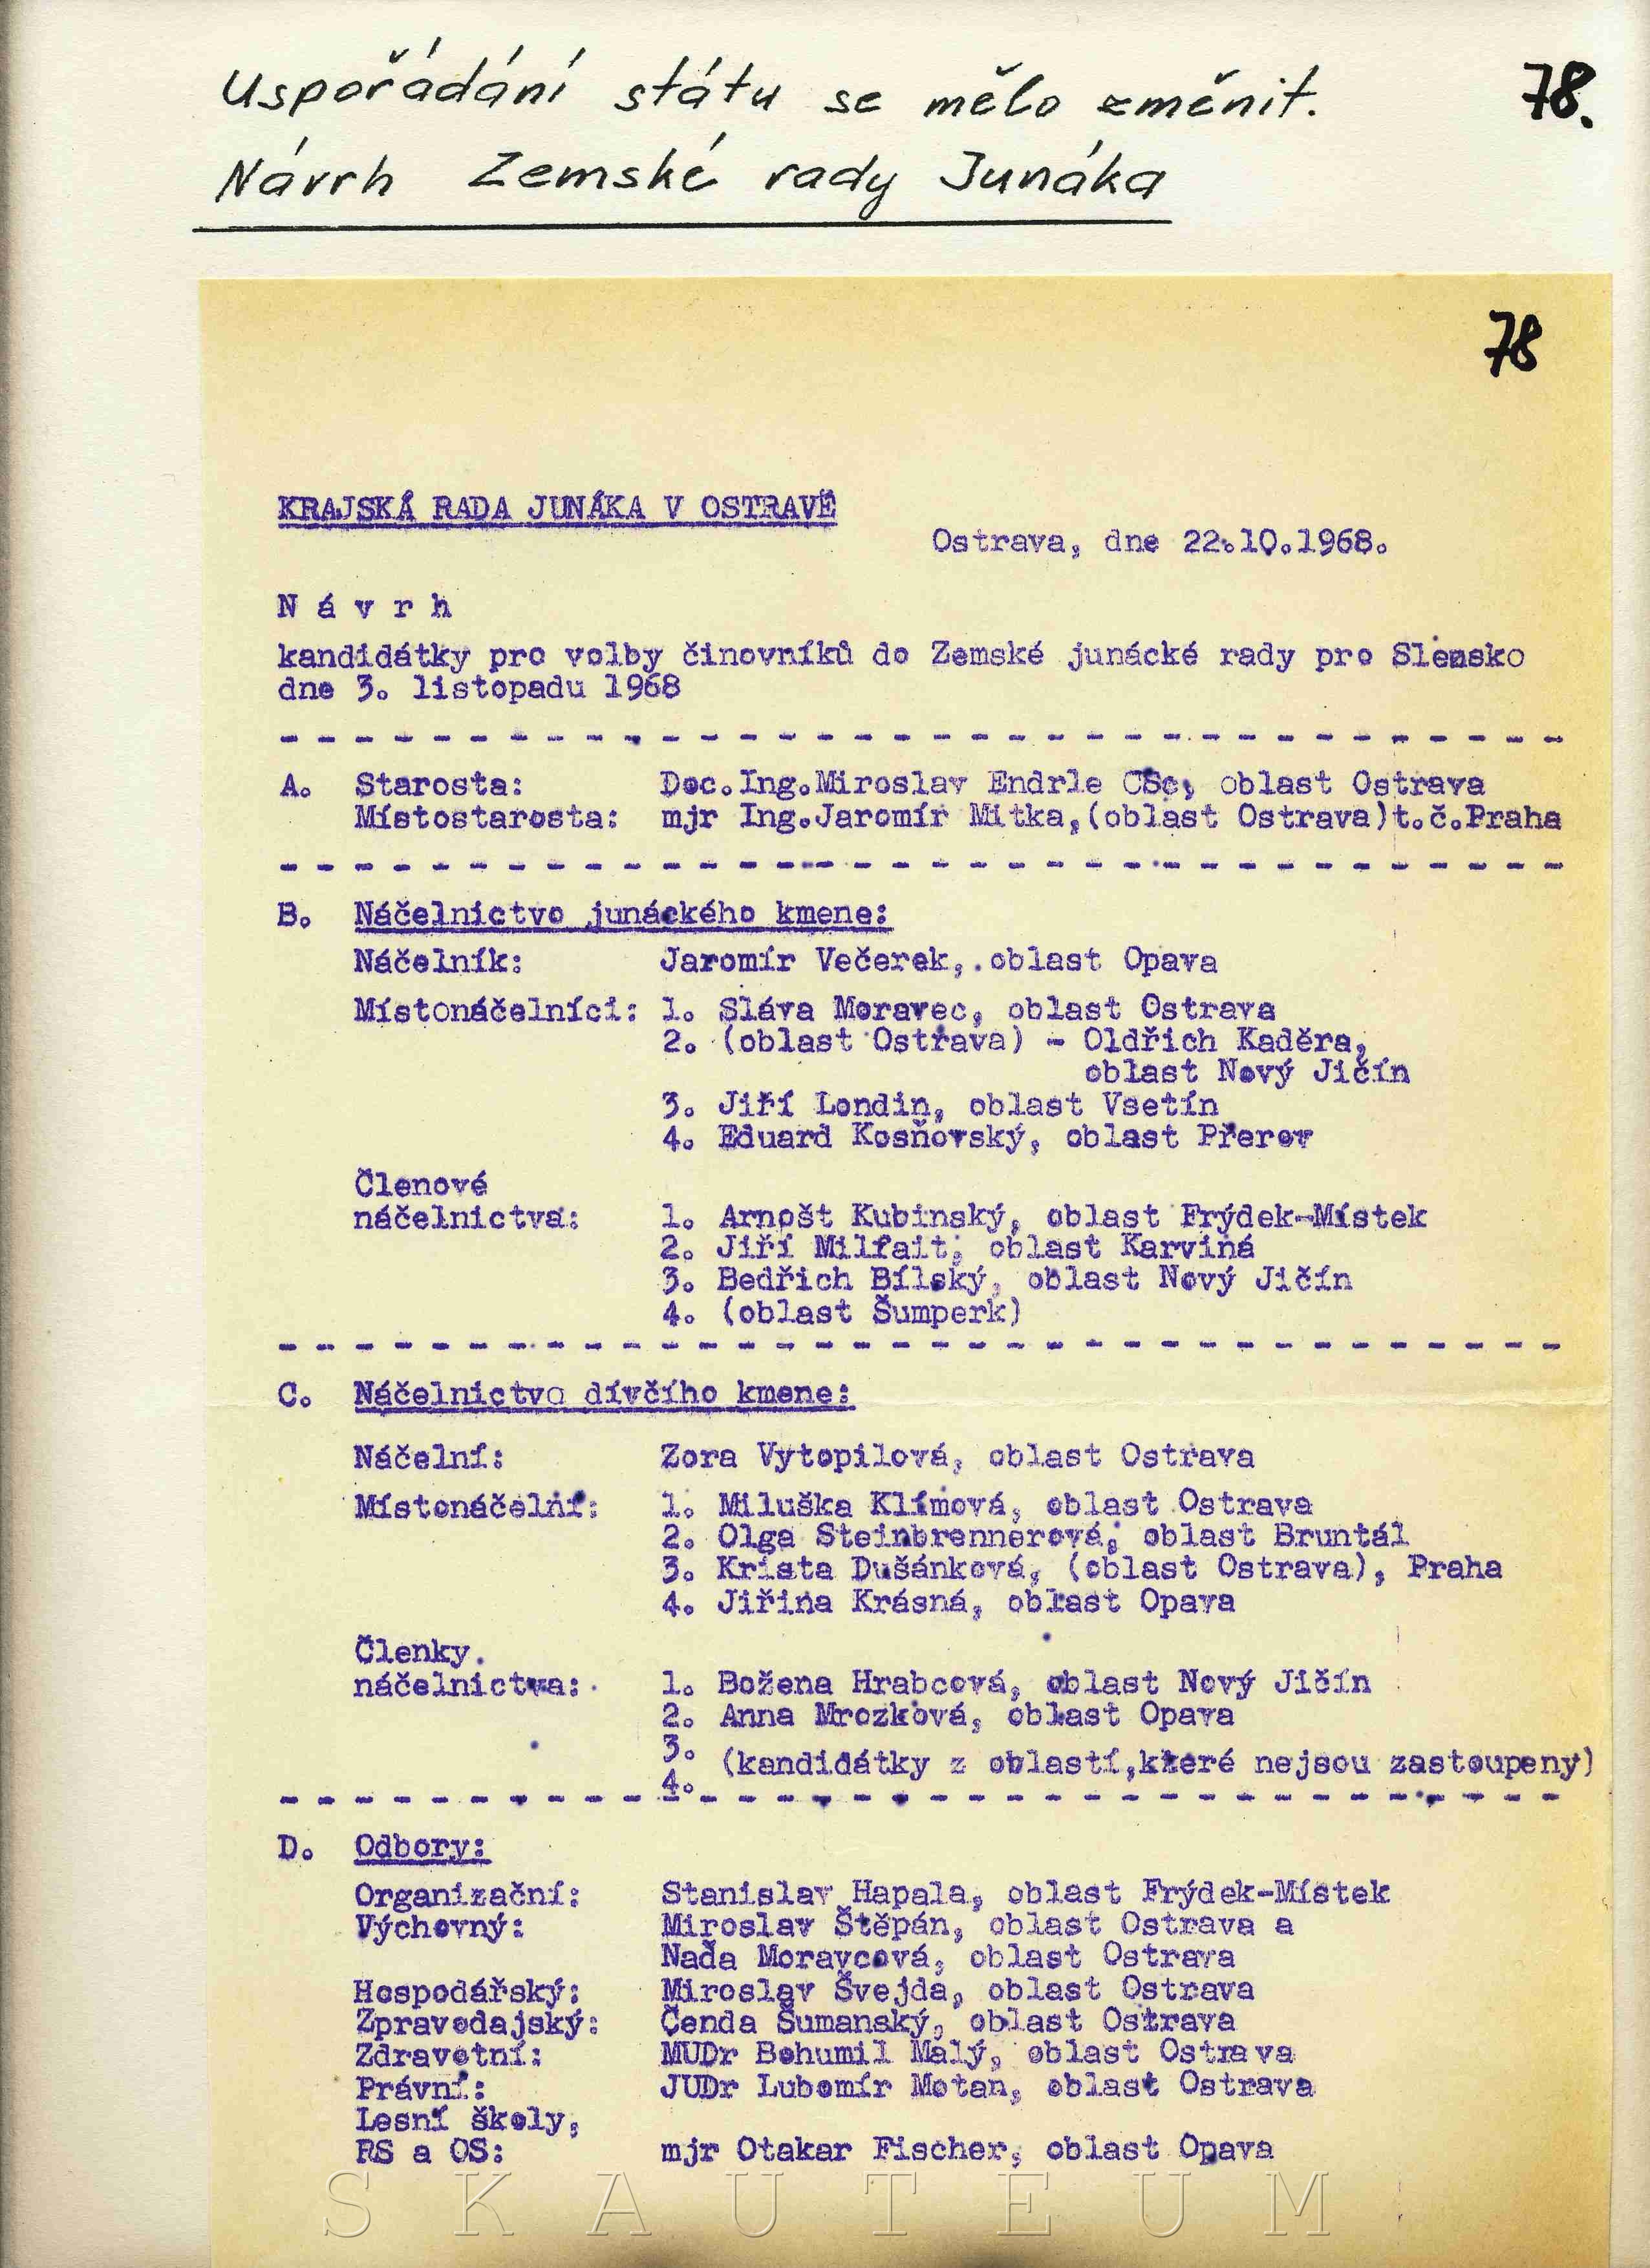 Uspořádání státu se mělo změnit.
78.
Návrh Zemské rady Junáka
78
KRAJSKÁ RADA JUNÁKA V OSTRAVĚ
Ostrava, dne 22.10.1968.
N á v r h
kandidátky pro volby činovníků do Zemské junácké rady pro Slezsko
dne 3. listopadu 1968
A. Starosta: Doc.Ing.Miroslav Endrle CSc, oblast Ostrava
Místostarosta: mjr Ing.Jaromír Mitka,(oblast Ostrava)t.č.Praha
B. Náčelnictvo junáckého kmene:
Náčelník: Jaromír Večerek, oblast Opava
Místonáčelníci: 1. Sláva Moravec, oblast Ostrava
2. (oblast Ostrava) - Oldřich Kaděra,
oblast Nový Jičín
3. Jiří Londin, oblast Vsetín
4. Eduard Kosňovský, oblast Přerov
Členové
náčelnictva: 1. Arnošt Kubinský, oblast Frýdek-Místek
2. Jiří Milfait, oblast Karviná
3. Bedřich Bílský, oblast Nový Jičín
4. (oblast Šumperk)
C. Náčelnictvo dívčího kmene:
Náčelní: Zora Vytopilová, oblast Ostrava
Místonáčelní: 1. Miluška Klímová, oblast Ostrava
2. Olga Steinbrennerová, oblast Bruntál
3. Krista Dušánková, (oblast Ostrava), Praha
4. Jiřina Krásná, oblast Opava
Členky
náčelnictva: 1. Božena Hrabcová, oblast Nový Jičín
2. Anna Mrozková, oblast Opava
3.
(kandidátky z oblastí,které nejsou zastoupeny)
4.
D. Odbory:
Organizační: Stanislav Hapala, oblast Frýdek-Místek
Výchovný: Miroslav Štěpán, oblast Ostrava a
Naďa Moravcová, oblast Ostrava
Hospodářský: Miroslav Švejda, oblast Ostrava
Zpravodajský: Čenda Šumanský, oblast Ostrava
Zdravotní: MUDr Bohumil Malý, oblast Ostrava
Právní: JUDr Lubomír Motan, oblast Ostrava
Lesní školy,
RS a OS: mjr Otakar Fischer, oblast Opava
SKAUTEUM